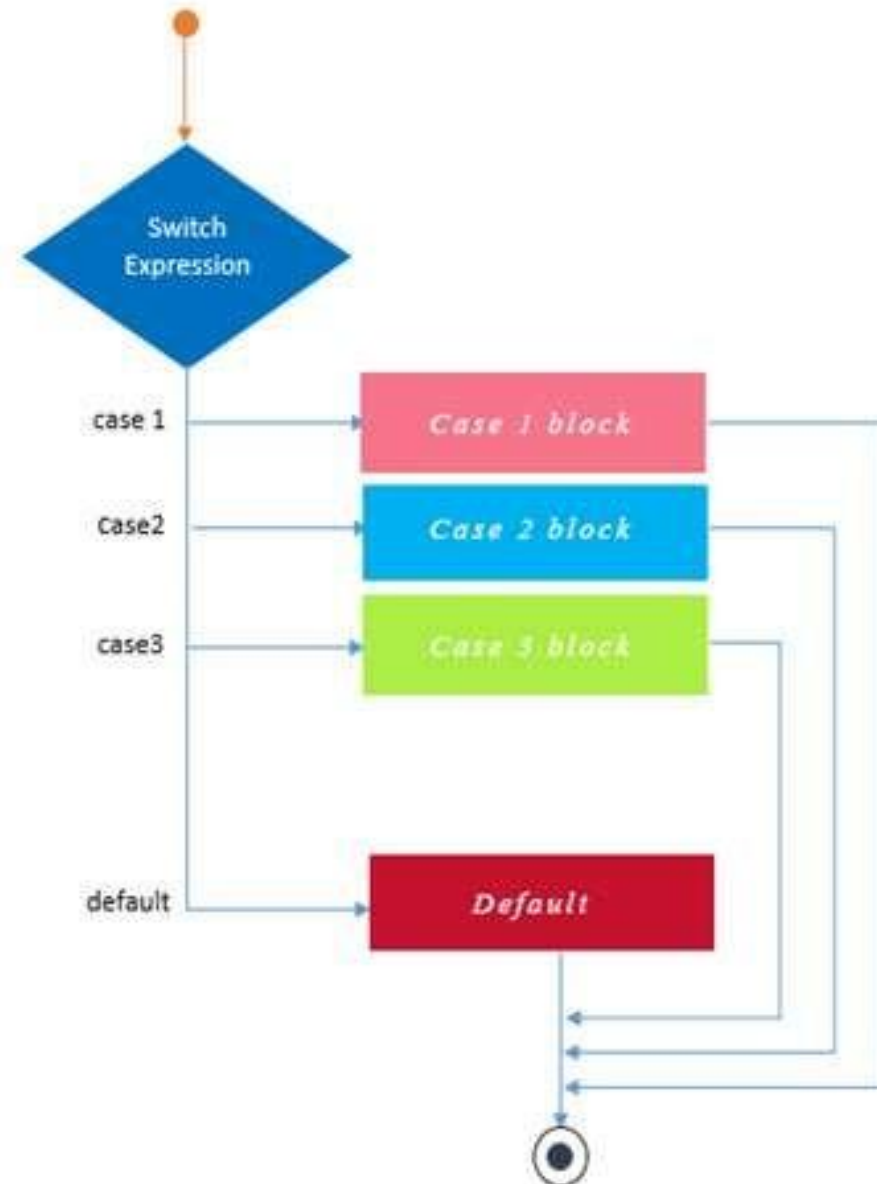 Switch
Expression
case 1
Case 1 block
case2
Case 2 block
case3
Case 3 block
default
Default